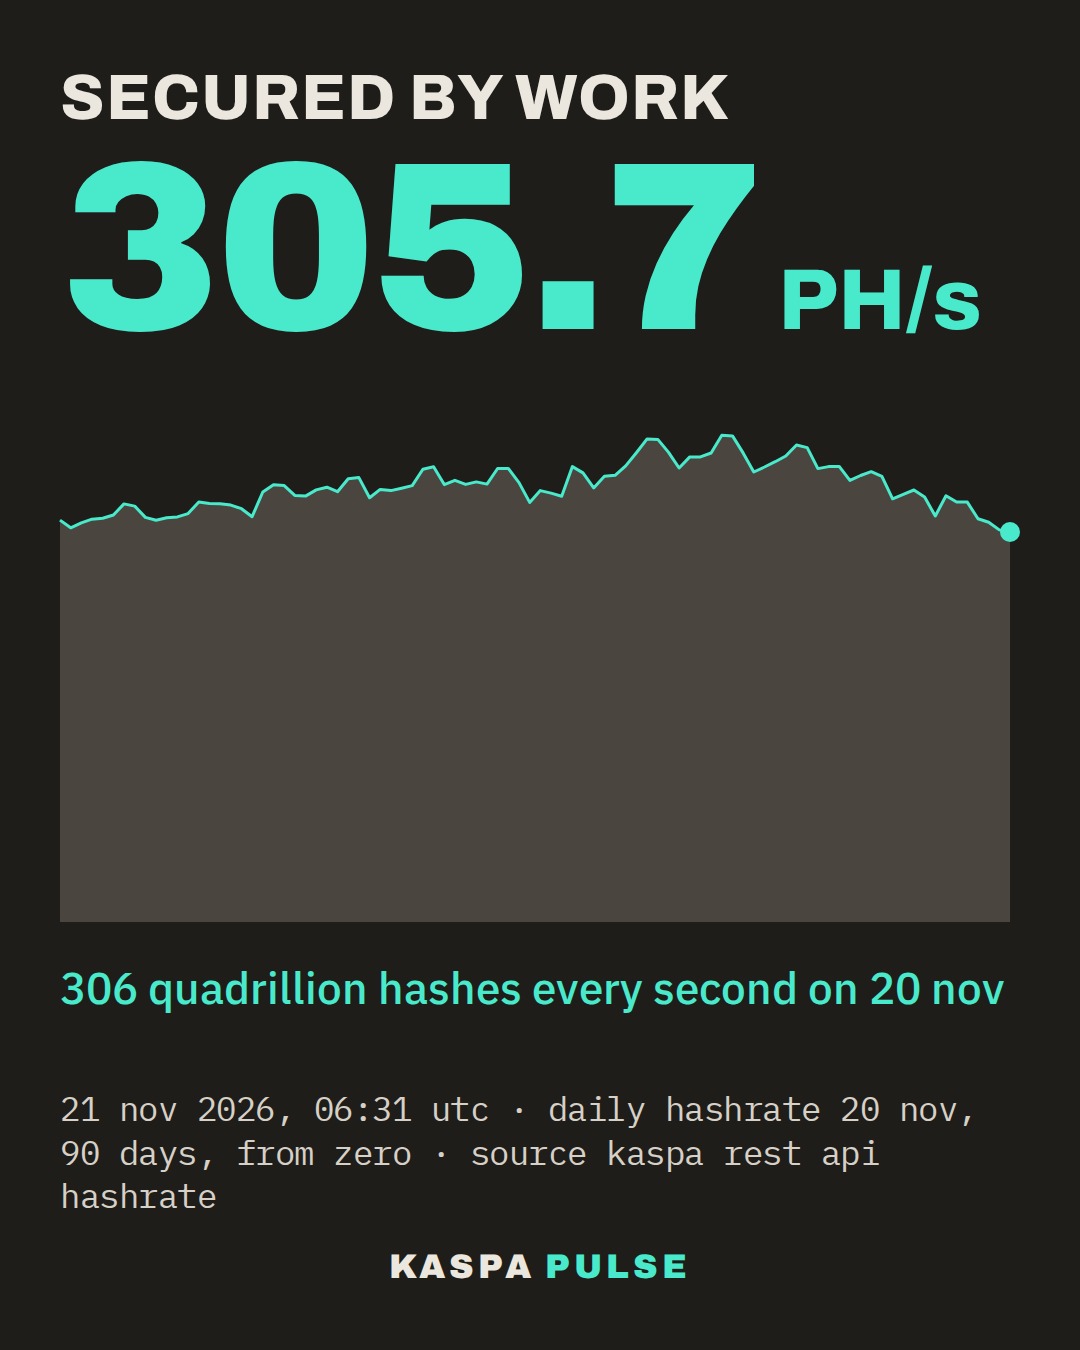 SECURED BY WORK
305.7 PH/s
306 quadrillion hashes every second on 20 nov
21 nov 2026, 06:31 utc · daily hashrate 20 nov,
90 days, from zero · source kaspa rest api
hashrate
KASPA PULSE